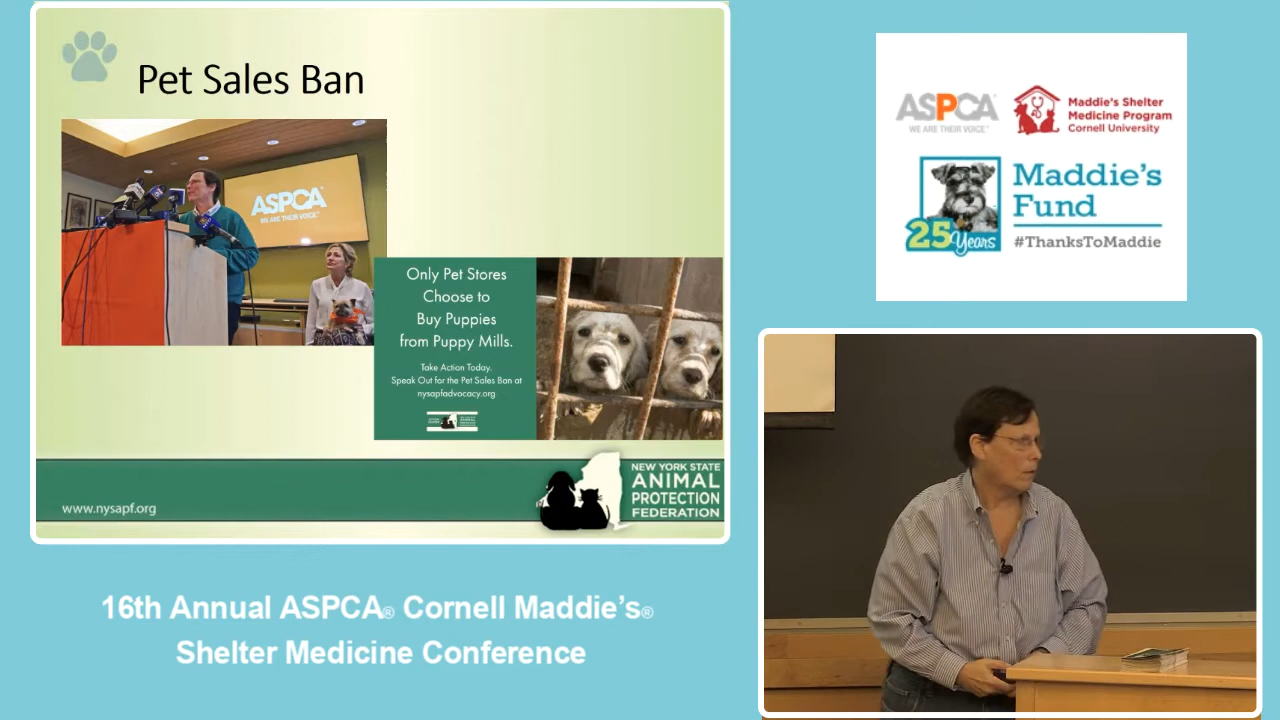 Pet Sales Ban
ASPCA
WE ARE THEIR VOICE.
Only Pet Stores
Choose to
Buy Puppies
from Puppy Mills.
Take Action Today.
Speak Out for the Pet Sales Ban at
nysapfadvocacy.org
www.nysapf.org
NEW YORK STATE
ANIMAL
PROTECTION
FEDERATION
16th Annual ASPCA® Cornell Maddie's®
Shelter Medicine Conference
ASPCA®
WE ARE THEIR VOICE.
Maddie's Shelter
Medicine Program
Cornell University
Maddie's
Fund
25 Years
#ThanksToMaddie